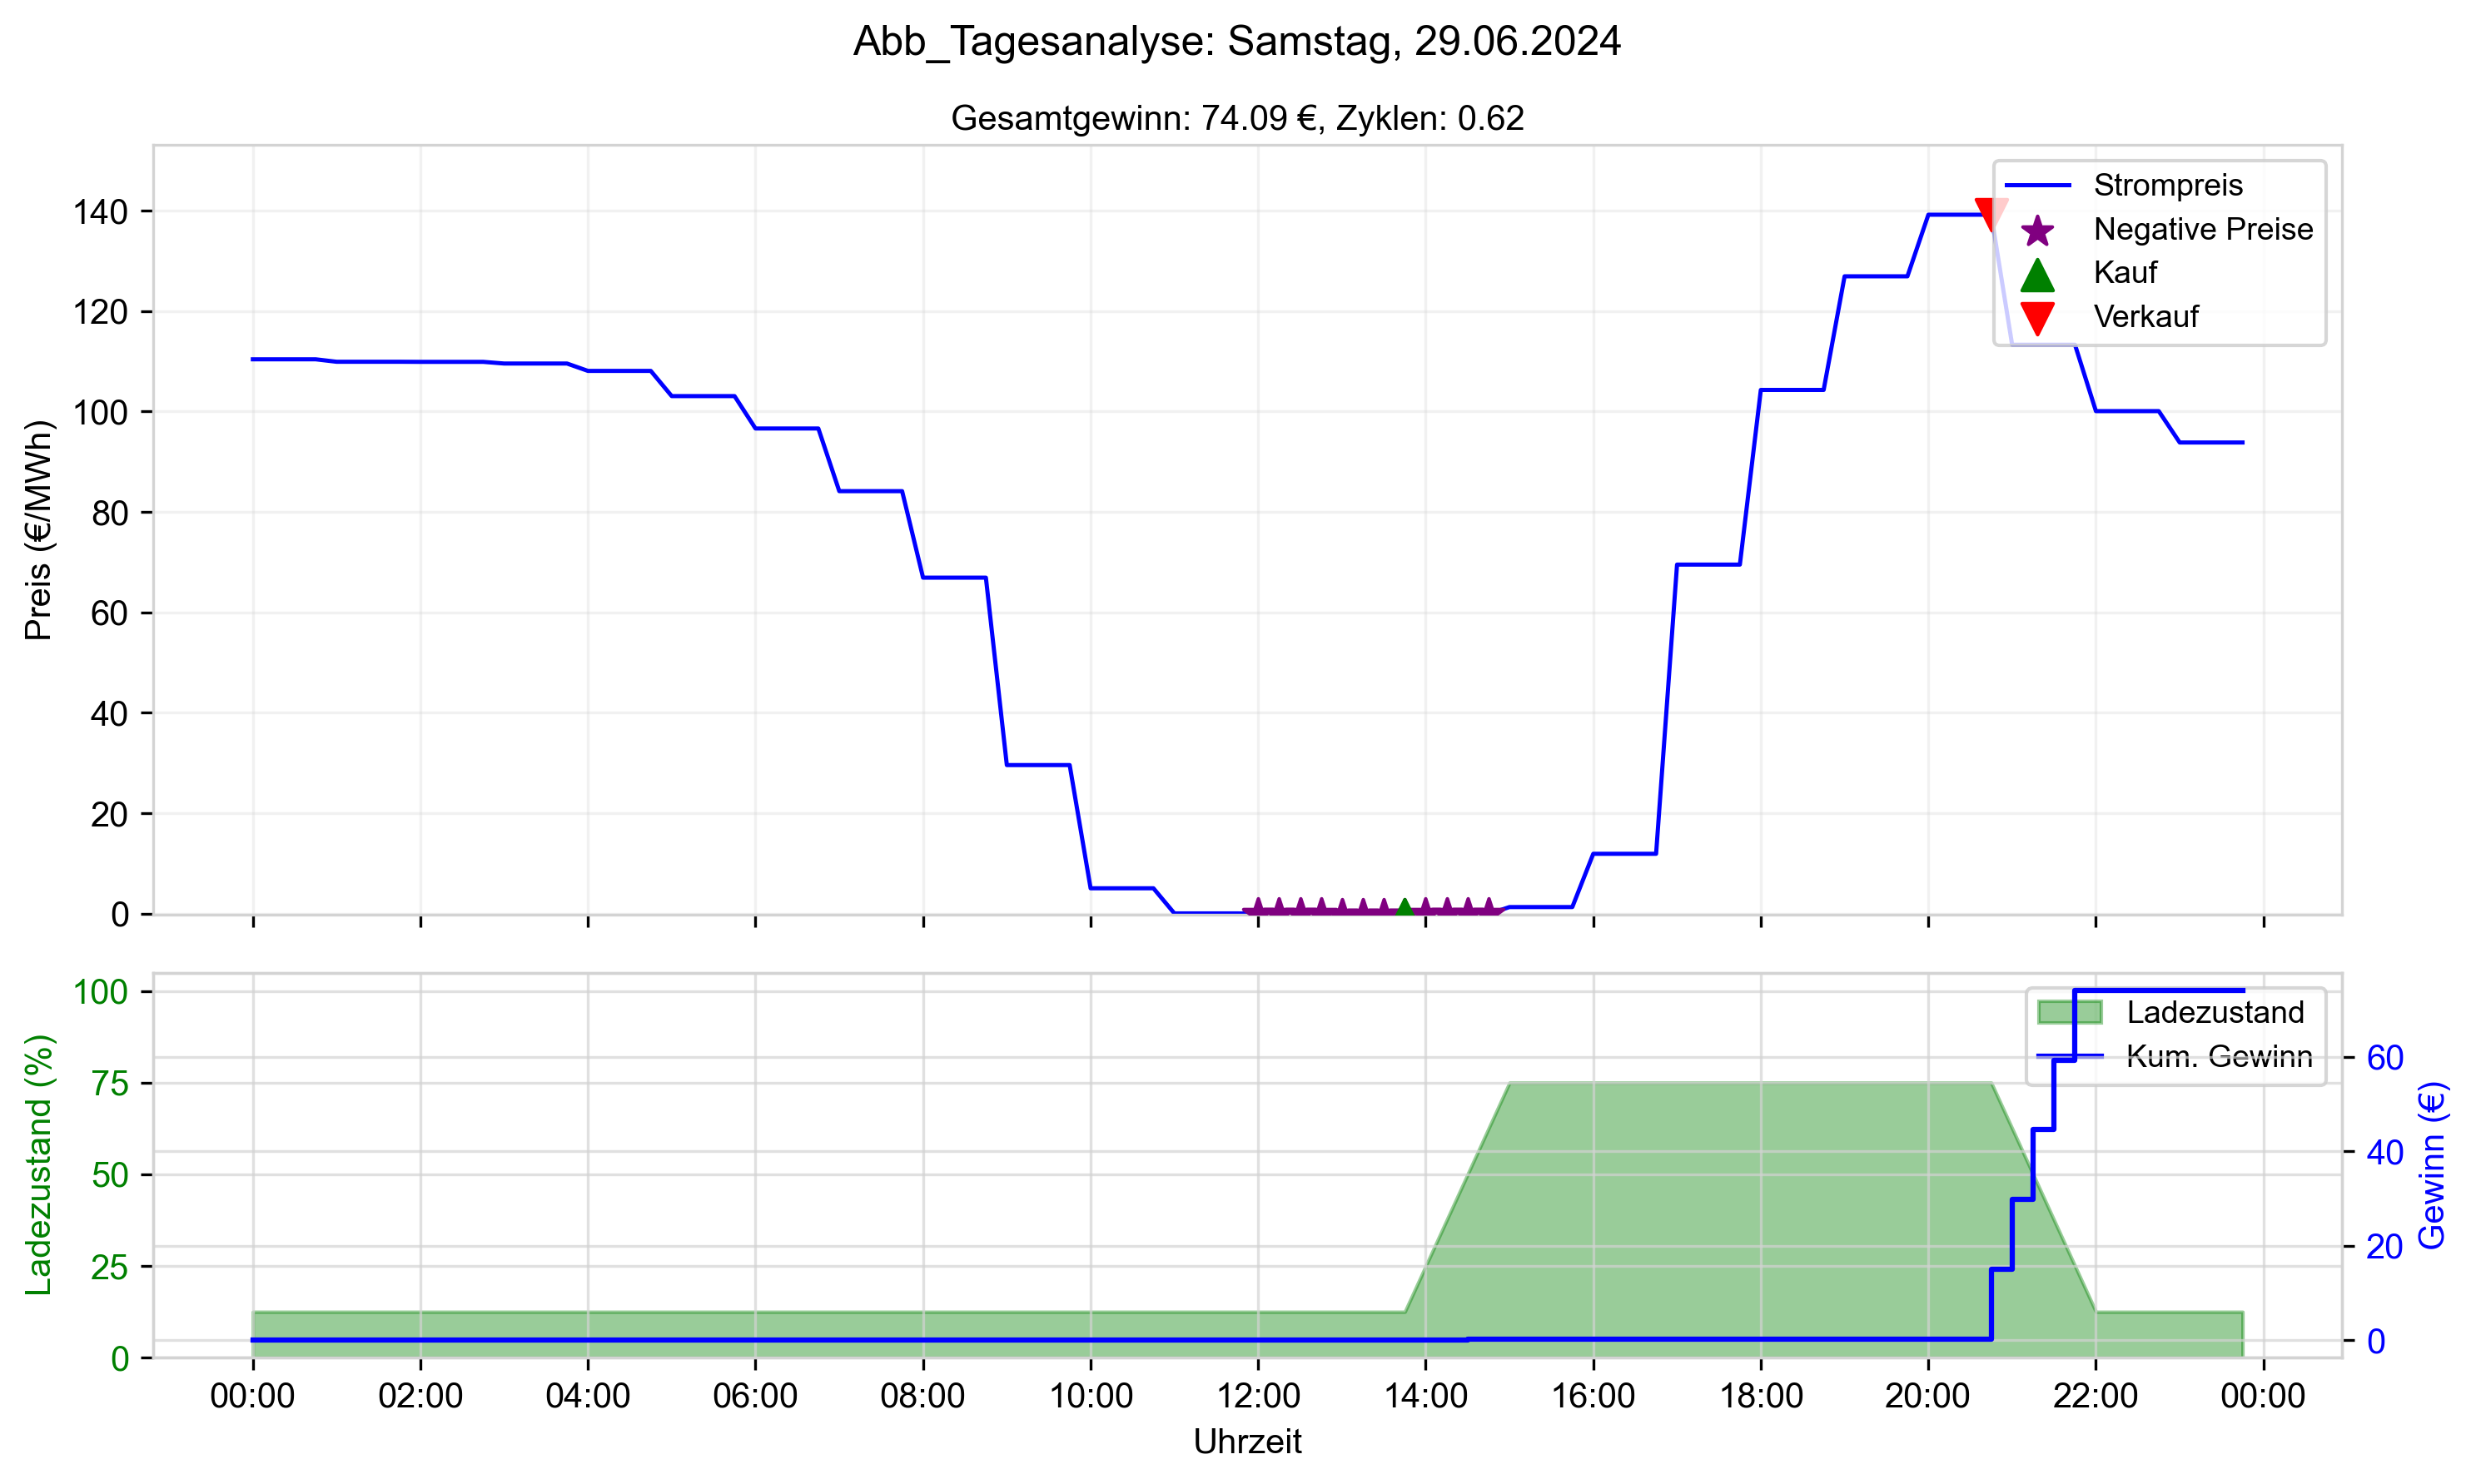 Abb_Tagesanalyse: Samstag, 29.06.2024
Gesamtgewinn: 74.09 €, Zyklen: 0.62
Preis (€/MWh)
140
120
100
80
60
40
20
0
Strompreis
Negative Preise
Kauf
Verkauf
Ladezustand (%)
100
75
50
25
0
Ladezustand
Kum. Gewinn
60
40
20
0
Gewinn (€)
00:00 02:00 04:00 06:00 08:00 10:00 12:00 14:00 16:00 18:00 20:00 22:00 00:00
Uhrzeit